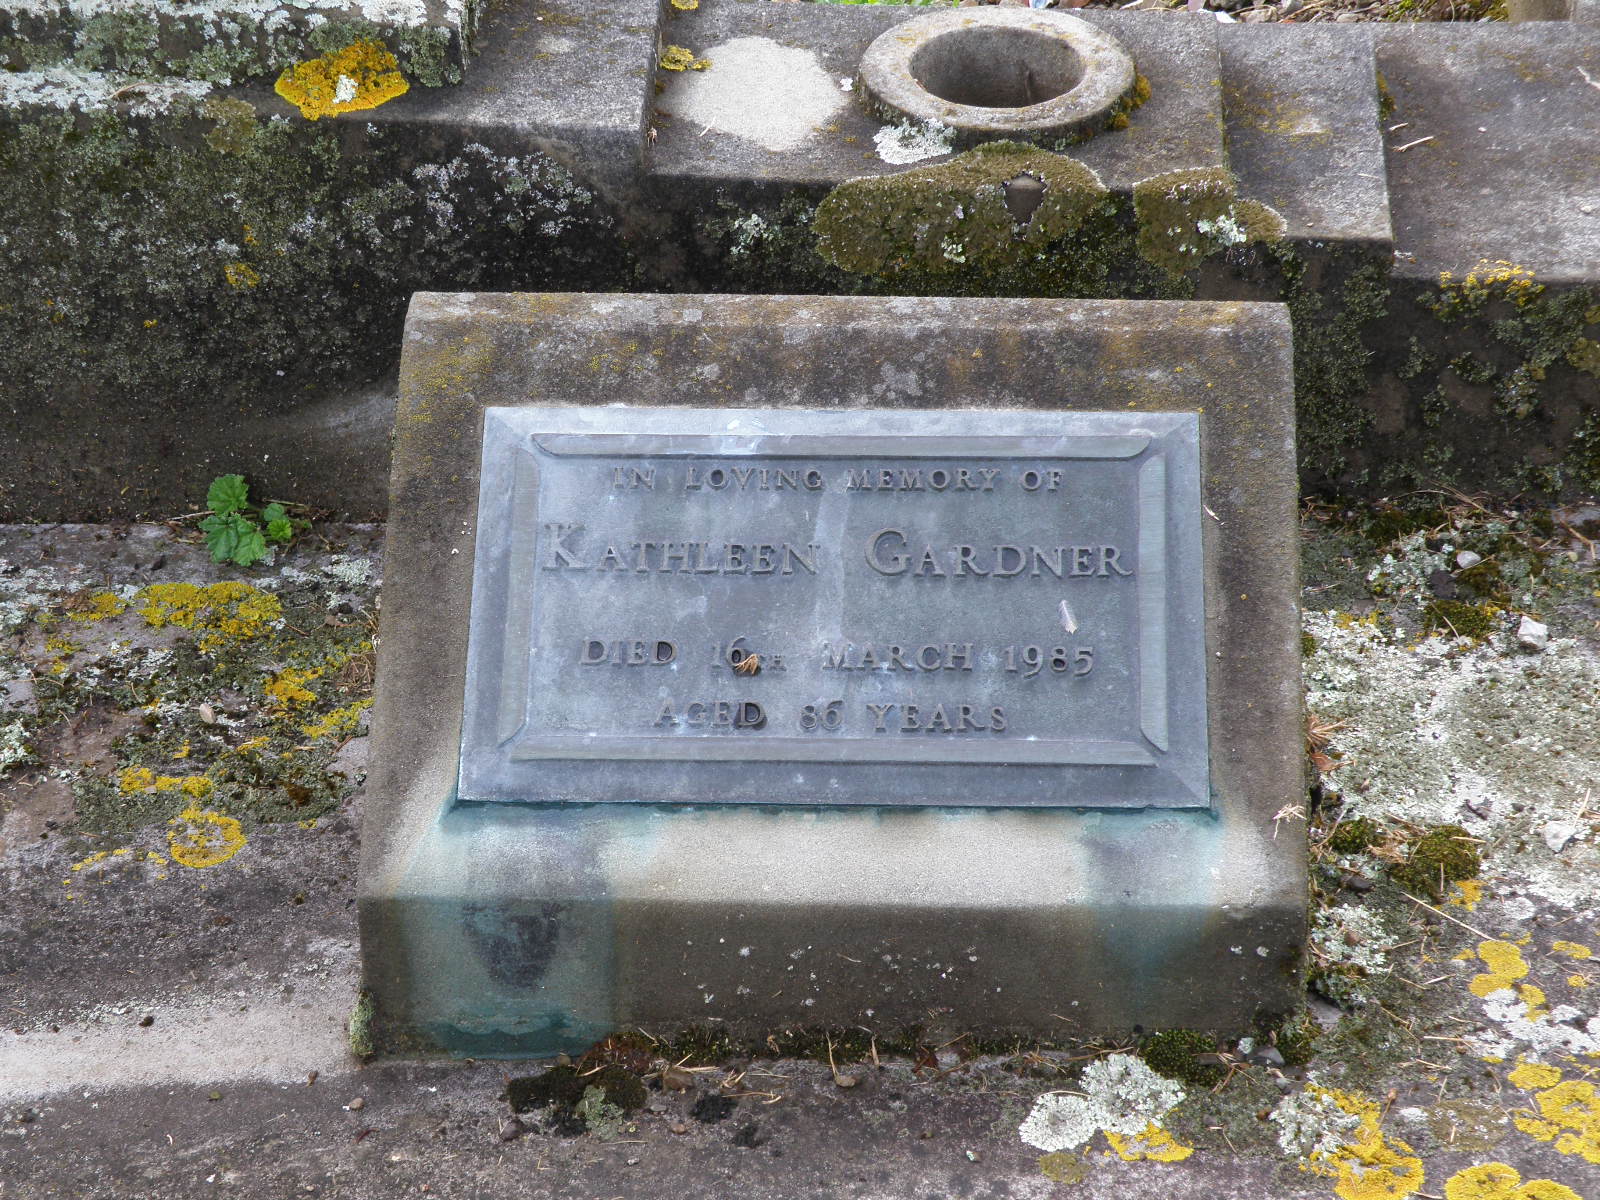 IN LOVING MEMORY OF
KATHLEEN GARDNER
DIED 16TH MARCH 1985
AGED 86 YEARS